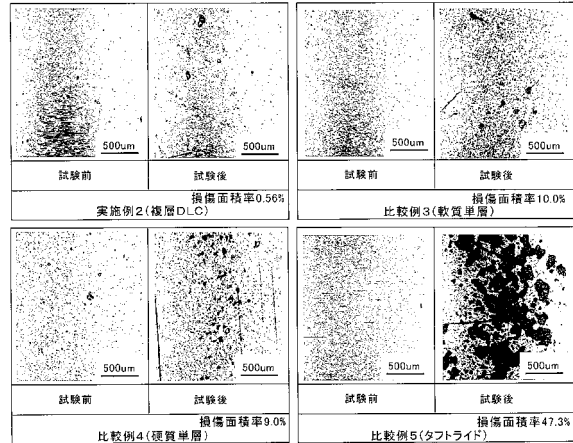 500um
500um
試験前
試験後
損傷面積率0.56%
実施例2(複層DLC)
500um
500um
試験前
試験後
損傷面積率10.0%
比較例3(軟質単層)
500um
500um
試験前
試験後
損傷面積率9.0%
比較例4(硬質単層)
500um
500um
試験前
試験後
損傷面積率47.3%
比較例5(タフトライド)